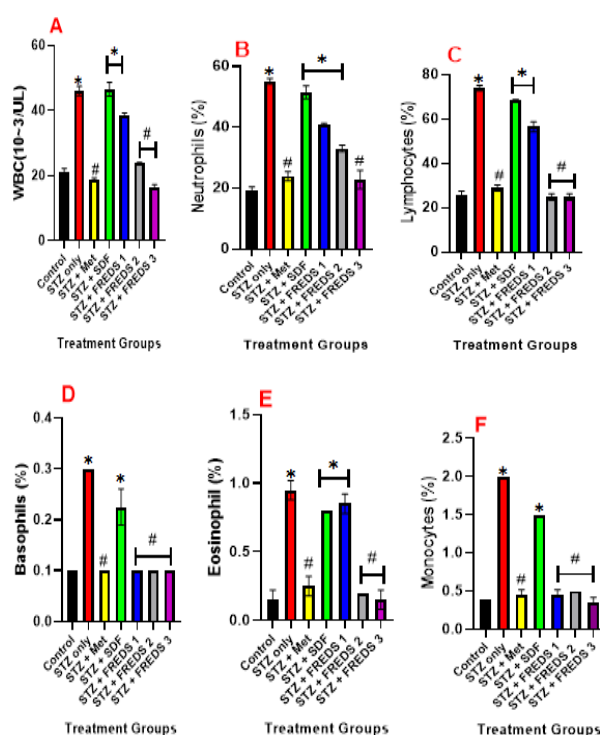 A
WBC(10~3/UL)
60
40
20
0
*
#
*
#
Control
STZ only
STZ + Met
STZ + SDF
STZ + FREDS 1
STZ + FREDS 2
STZ + FREDS 3
Treatment Groups
B
Neutrophils (%)
60
40
20
0
*
#
*
#
Control
STZ only
STZ + Met
STZ + SDF
STZ + FREDS 1
STZ + FREDS 2
STZ + FREDS 3
Treatment Groups
C
Lymphocytes (%)
80
60
40
20
0
*
#
*
#
Control
STZ only
STZ + Met
STZ + SDF
STZ + FREDS 1
STZ + FREDS 2
STZ + FREDS 3
Treatment Groups
D
Basophils (%)
0.4
0.3
0.2
0.1
0.0
*
#
*
#
Control
STZ only
STZ + Met
STZ + SDF
STZ + FREDS 1
STZ + FREDS 2
STZ + FREDS 3
Treatment Groups
E
Eosinophil (%)
1.5
1.0
0.5
0.0
*
#
*
#
Control
STZ only
STZ + Met
STZ + SDF
STZ + FREDS 1
STZ + FREDS 2
STZ + FREDS 3
Treatment Groups
F
Monocytes (%)
2.5
2.0
1.5
1.0
0.5
0.0
*
#
*
#
Control
STZ only
STZ + Met
STZ + SDF
STZ + FREDS 1
STZ + FREDS 2
STZ + FREDS 3
Treatment Groups